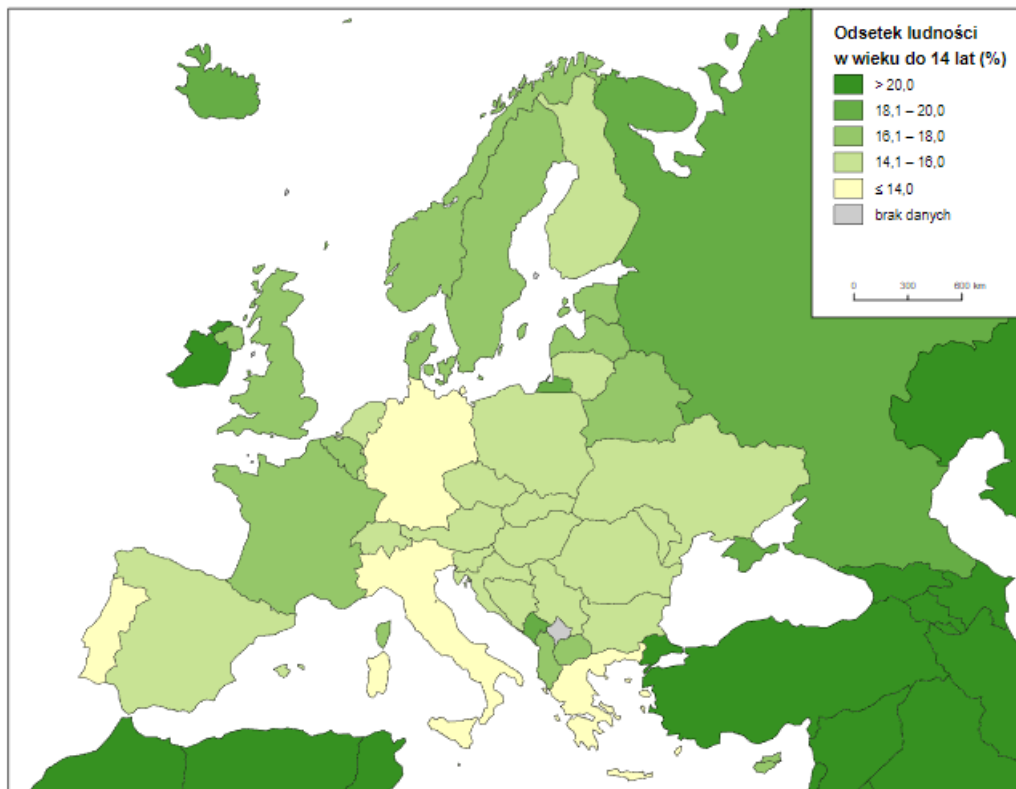 Odsetek ludności
w wieku do 14 lat (%)
> 20,0
18,1 – 20,0
16,1 – 18,0
14,1 – 16,0
≤ 14,0
brak danych
0 300 600 km